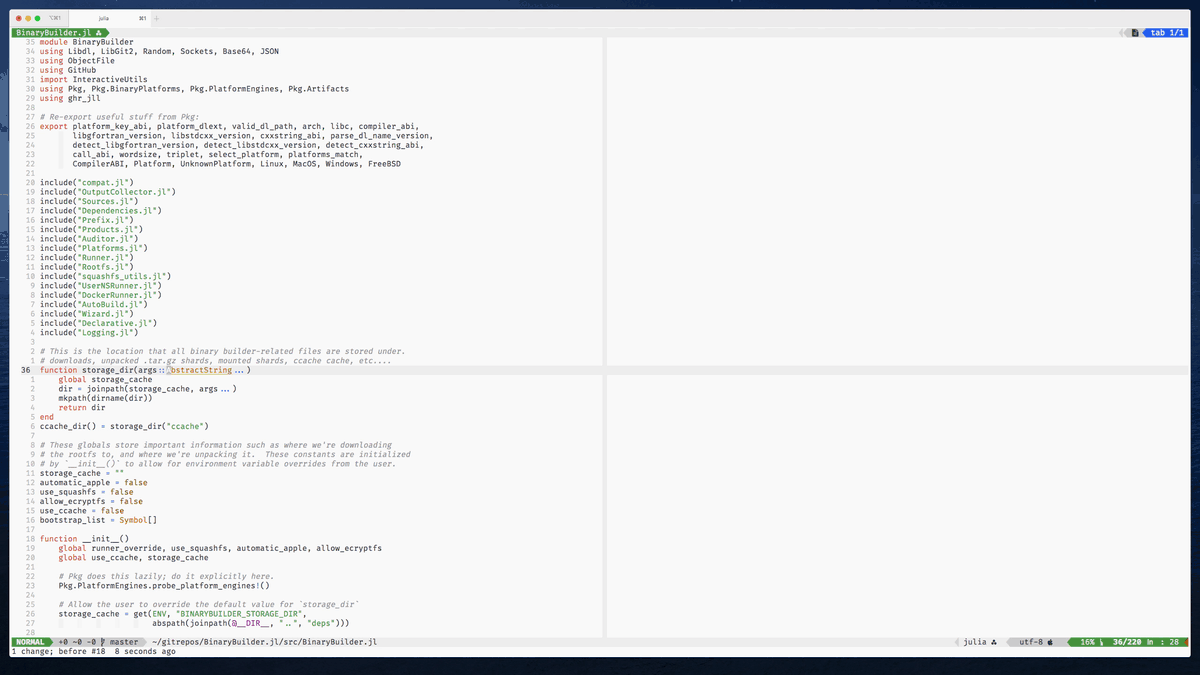 ⌥⌘1 julia ⌘1 +
BinaryBuilder.jl tab 1/1
35 module BinaryBuilder
34 using Libdl, LibGit2, Random, Sockets, Base64, JSON
33 using ObjectFile
32 using GitHub
31 import InteractiveUtils
30 using Pkg, Pkg.BinaryPlatforms, Pkg.PlatformEngines, Pkg.Artifacts
29 using ghr_jll
28
27 # Re-export useful stuff from Pkg:
26 export platform_key_abi, platform_dlext, valid_dl_path, arch, libc, compiler_abi,
25 libgfortran_version, libstdcxx_version, cxxstring_abi, parse_dl_name_version,
24 detect_libgfortran_version, detect_libstdcxx_version, detect_cxxstring_abi,
23 call_abi, wordsize, triplet, select_platform, platforms_match,
22 CompilerABI, Platform, UnknownPlatform, Linux, MacOS, Windows, FreeBSD
21
20 include("compat.jl")
19 include("OutputCollector.jl")
18 include("Sources.jl")
17 include("Dependencies.jl")
16 include("Prefix.jl")
15 include("Products.jl")
14 include("Auditor.jl")
13 include("Platforms.jl")
12 include("Runner.jl")
11 include("Rootfs.jl")
10 include("squashfs_utils.jl")
9 include("UserNSRunner.jl")
8 include("DockerRunner.jl")
7 include("AutoBuild.jl")
6 include("Wizard.jl")
5 include("Declarative.jl")
4 include("Logging.jl")
3
2 # This is the location that all binary builder-related files are stored under.
1 # downloads, unpacked .tar.gz shards, mounted shards, ccache cache, etc....
36 function storage_dir(args::AbstractString...)
1 global storage_cache
2 dir = joinpath(storage_cache, args...)
3 mkpath(dirname(dir))
4 return dir
5 end
6 ccache_dir() = storage_dir("ccache")
7
8 # These globals store important information such as where we're downloading
9 # the rootfs to, and where we're unpacking it.  These constants are initialized
10 # by `__init__()` to allow for environment variable overrides from the user.
11 storage_cache = ""
12 automatic_apple = false
13 use_squashfs = false
14 allow_ecryptfs = false
15 use_ccache = false
16 bootstrap_list = Symbol[]
17
18 function __init__()
19 global runner_override, use_squashfs, automatic_apple, allow_ecryptfs
20 global use_ccache, storage_cache
21
22 # Pkg does this lazily; do it explicitly here.
23 Pkg.PlatformEngines.probe_platform_engines!()
24
25 # Allow the user to override the default value for `storage_dir`
26 storage_cache = get(ENV, "BINARYBUILDER_STORAGE_DIR",
27 abspath(joinpath(@__DIR__, "..", "deps")))
28
NORMAL +0 ~0 -0 master ~/gitrepos/BinaryBuilder.jl/src/BinaryBuilder.jl julia utf-8 16% 36/220 ln : 28
1 change; before #18  8 seconds ago